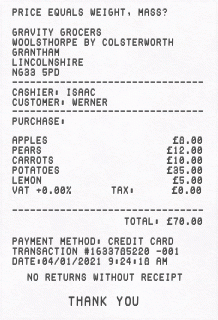 PRICE EQUALS WEIGHT, MASS?
GRAVITY GROCERS
WOOLSTHORPE BY COLSTERWORTH
GRANTHAM
LINCOLNSHIRE
NG33 5PD
CASHIER: ISAAC
CUSTOMER: WERNER
PURCHASE:
APPLES £8.00
PEARS £12.00
CARROTS £10.00
POTATOES £35.00
LEMON £5.00
VAT +0.00% TAX: £0.00
TOTAL: £70.00
PAYMENT METHOD: CREDIT CARD
TRANSACTION #1633785220 -001
DATE:04/01/2021 9:24:18 AM
NO RETURNS WITHOUT RECEIPT
THANK YOU